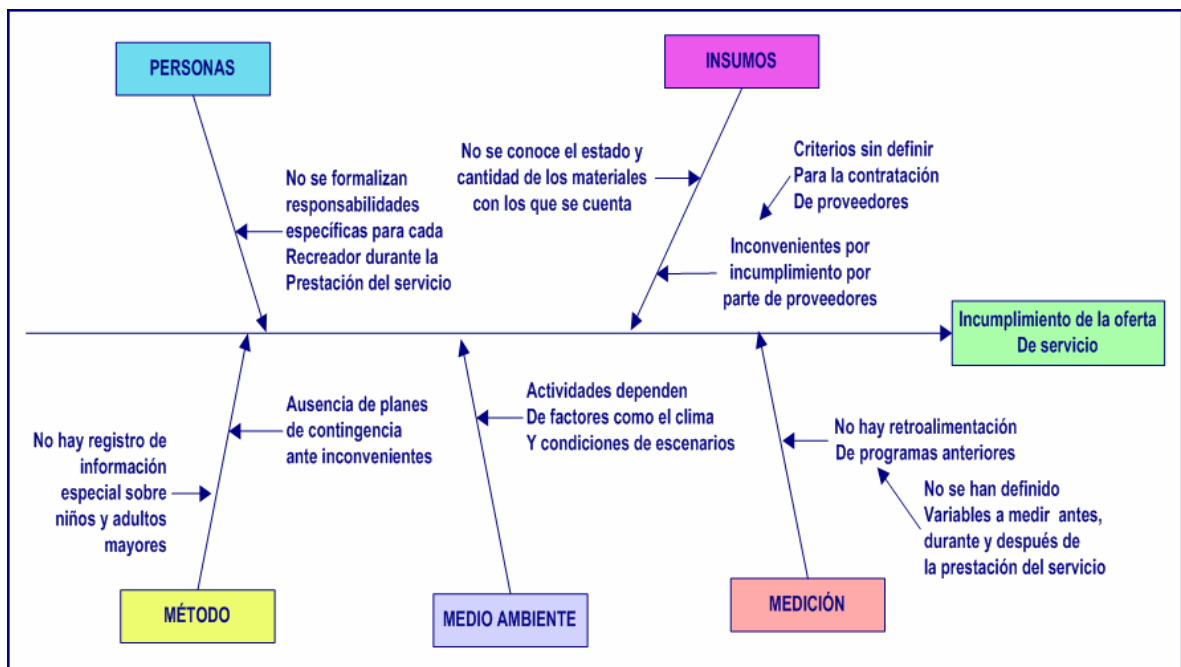 PERSONAS
INSUMOS
No se conoce el estado y
cantidad de los materiales
con los que se cuenta
Criterios sin definir
Para la contratación
De proveedores
No se formalizan
responsabilidades
específicas para cada
Recreador durante la
Prestación del servicio
Inconvenientes por
incumplimiento por
parte de proveedores
Incumplimiento de la oferta
De servicio
Ausencia de planes
de contingencia
ante inconvenientes
No hay registro de
información
especial sobre
niños y adultos
mayores
Actividades dependen
De factores como el clima
Y condiciones de escenarios
No hay retroalimentación
De programas anteriores
No se han definido
Variables a medir antes,
durante y después de
la prestación del servicio
MÉTODO
MEDIO AMBIENTE
MEDICIÓN